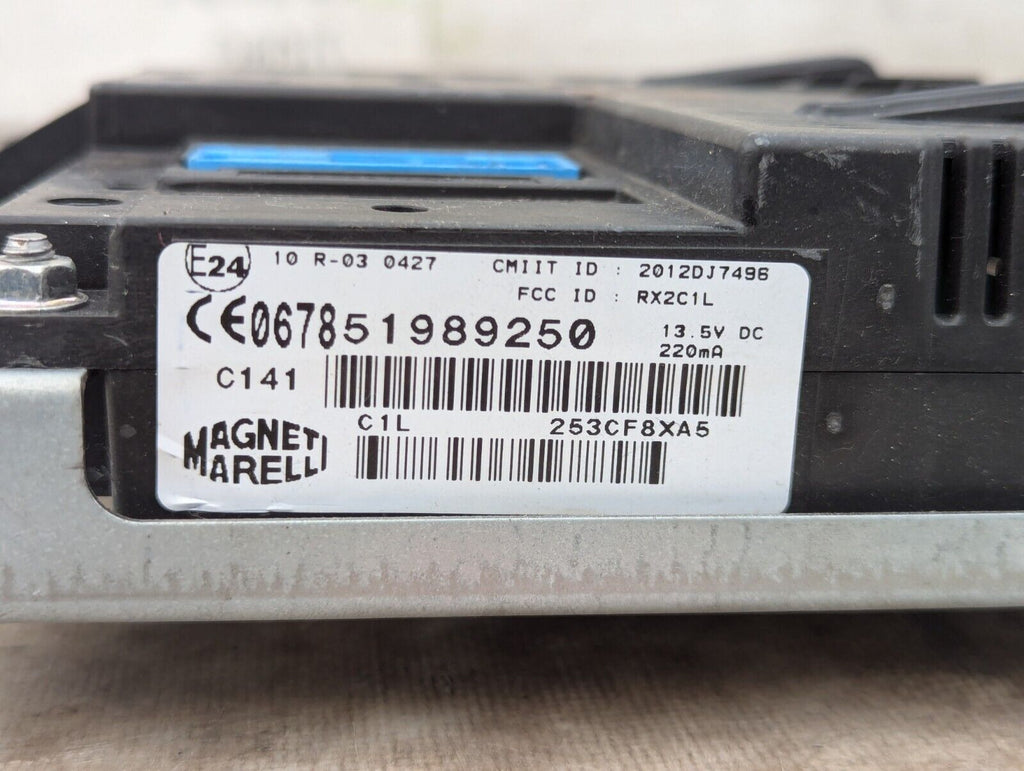 E24 10 R-03 0427 CMIIT ID : 2012DJ7496
FCC ID : RX2C1L
CE0678 51989250 13.5V DC
220mA
C141
C1L 253CF8XA5
MAGNETI
MARELLI